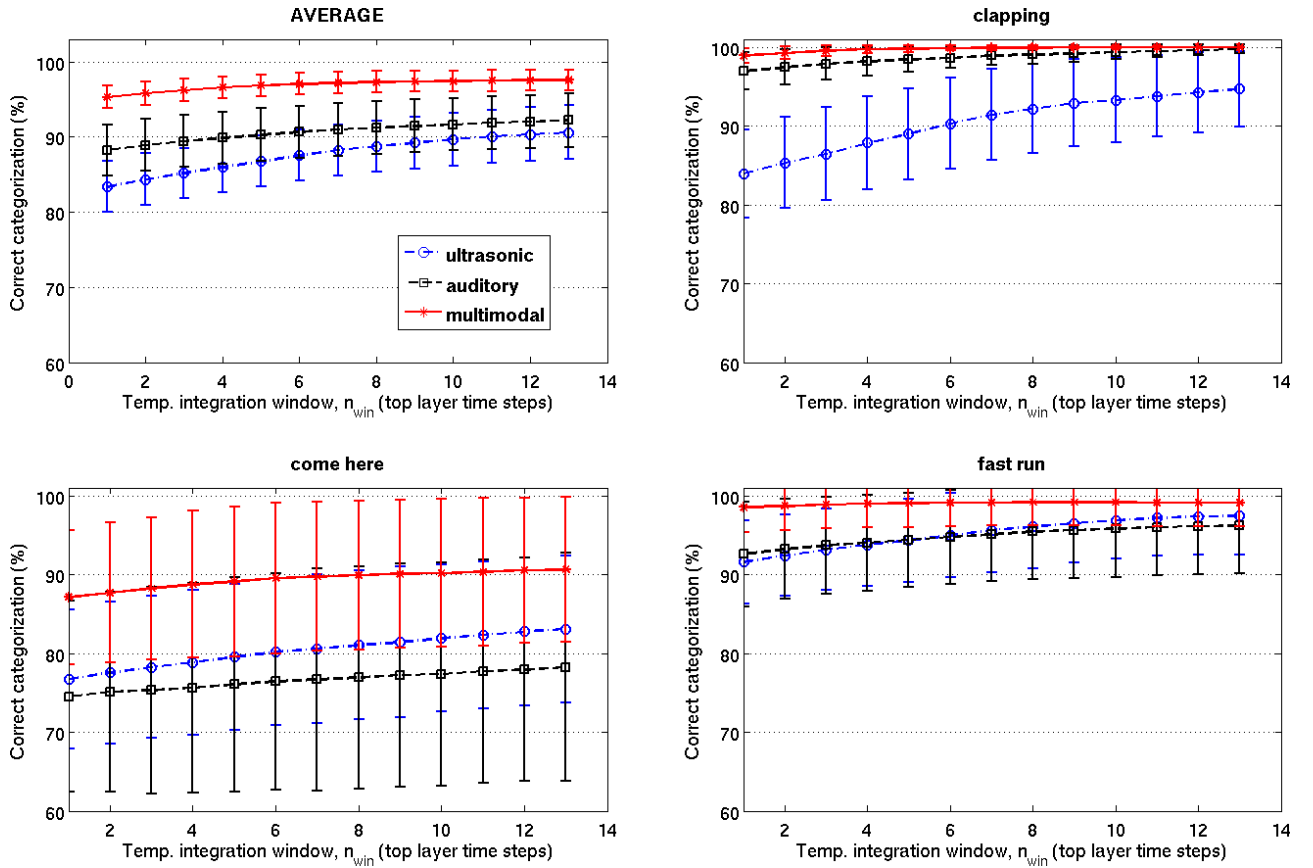 AVERAGE
100
90
80
70
60
0 2 4 6 8 10 12 14
Correct categorization (%)
Temp. integration window, n_win (top layer time steps)
ultrasonic
auditory
multimodal
clapping
100
90
80
70
60
2 4 6 8 10 12 14
Correct categorization (%)
Temp. integration window, n_win (top layer time steps)
come here
100
90
80
70
60
2 4 6 8 10 12 14
Correct categorization (%)
Temp. integration window, n_win (top layer time steps)
fast run
100
90
80
70
60
2 4 6 8 10 12 14
Correct categorization (%)
Temp. integration window, n_win (top layer time steps)